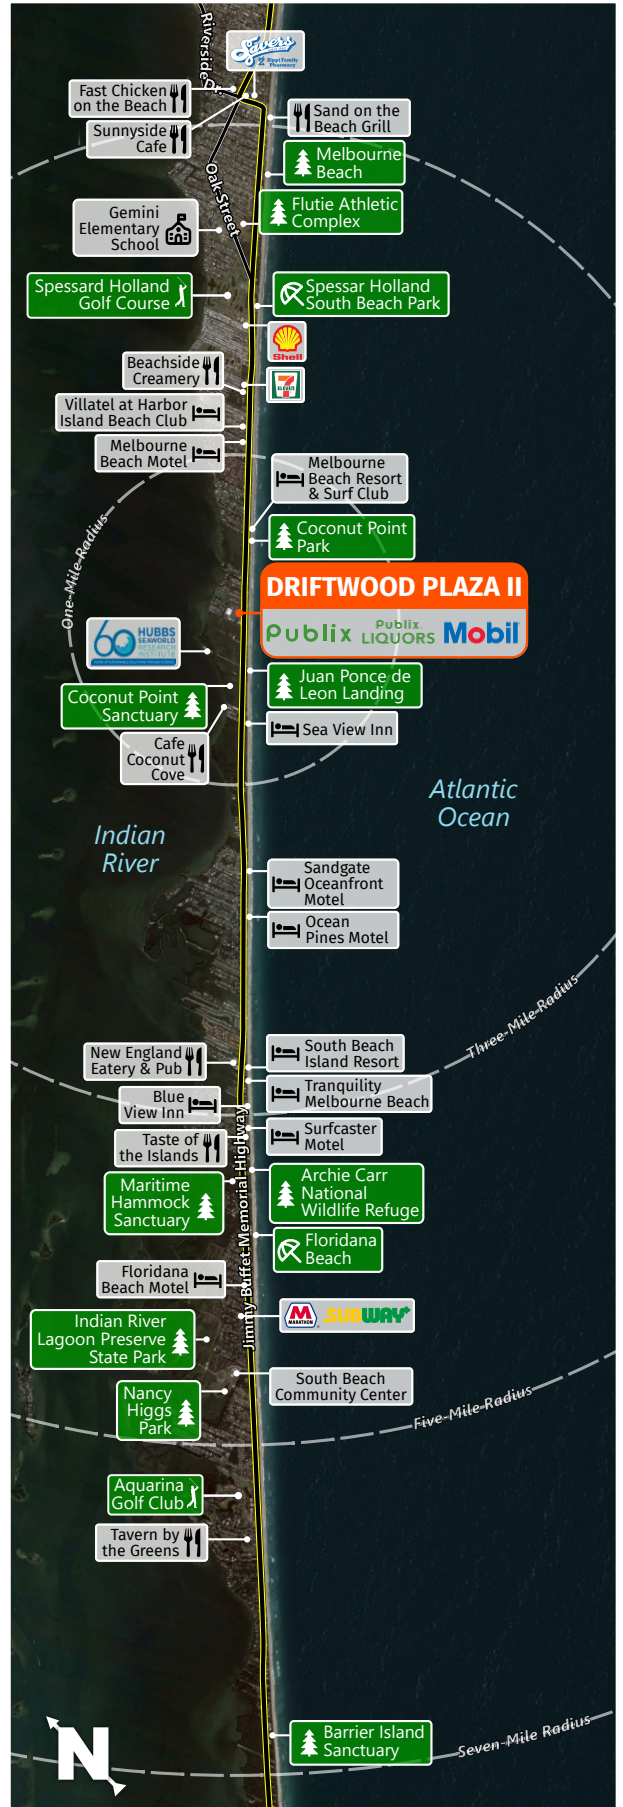 Riverside Dr.
Savers
2 Hippi Family
Pharmacy
Fast Chicken
on the Beach
Sunnyside
Cafe
Sand on the
Beach Grill
Melbourne
Beach
Oak Street
Flutie Athletic
Complex
Gemini
Elementary
School
Spessard Holland
Golf Course
Spessar Holland
South Beach Park
Shell
Beachside
Creamery
7
ELEVEN
Villatel at Harbor
Island Beach Club
Melbourne
Beach Motel
Melbourne
Beach Resort
& Surf Club
Coconut Point
Park
One-Mile Radius
DRIFTWOOD PLAZA II
Publix
Publix
LIQUORS
Mobil
60
HUBBS
SEAWORLD
RESEARCH
INSTITUTE
Juan Ponce de
Leon Landing
Coconut Point
Sanctuary
Sea View Inn
Cafe
Coconut
Cove
Atlantic
Ocean
Indian
River
Sandgate
Oceanfront
Motel
Ocean
Pines Motel
Three-Mile Radius
New England
Eatery & Pub
South Beach
Island Resort
Blue
View Inn
Tranquility
Melbourne Beach
Taste of
the Islands
Surfcaster
Motel
Jimmy Buffet Memorial Highway
Maritime
Hammock
Sanctuary
Archie Carr
National
Wildlife Refuge
Floridana
Beach
Floridana
Beach Motel
M
MARATHON
SUBWAY
Indian River
Lagoon Preserve
State Park
South Beach
Community Center
Nancy
Higgs
Park
Five-Mile Radius
Aquarina
Golf Club
Tavern by
the Greens
Barrier Island
Sanctuary
Seven-Mile Radius
N